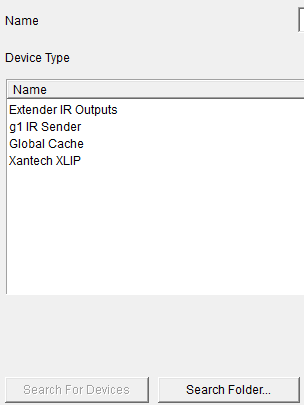 Name
Device Type
Name
Extender IR Outputs
g1 IR Sender
Global Cache
Xantech XLIP
Search For Devices
Search Folder...